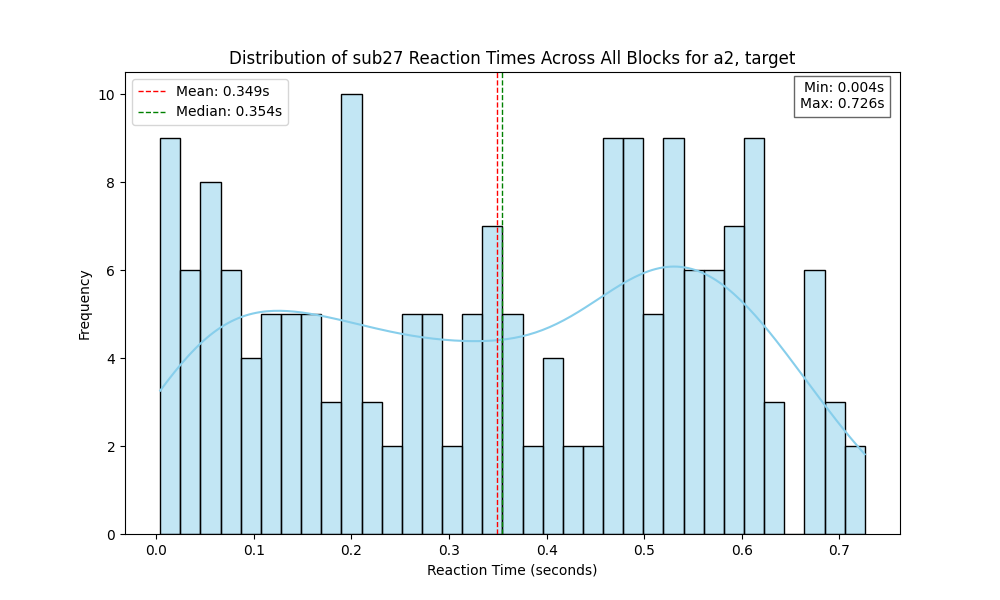 Distribution of sub27 Reaction Times Across All Blocks for a2, target
Mean: 0.349s
Median: 0.354s
Min: 0.004s
Max: 0.726s
10
8
6
4
2
0
Frequency
0.0 0.1 0.2 0.3 0.4 0.5 0.6 0.7
Reaction Time (seconds)